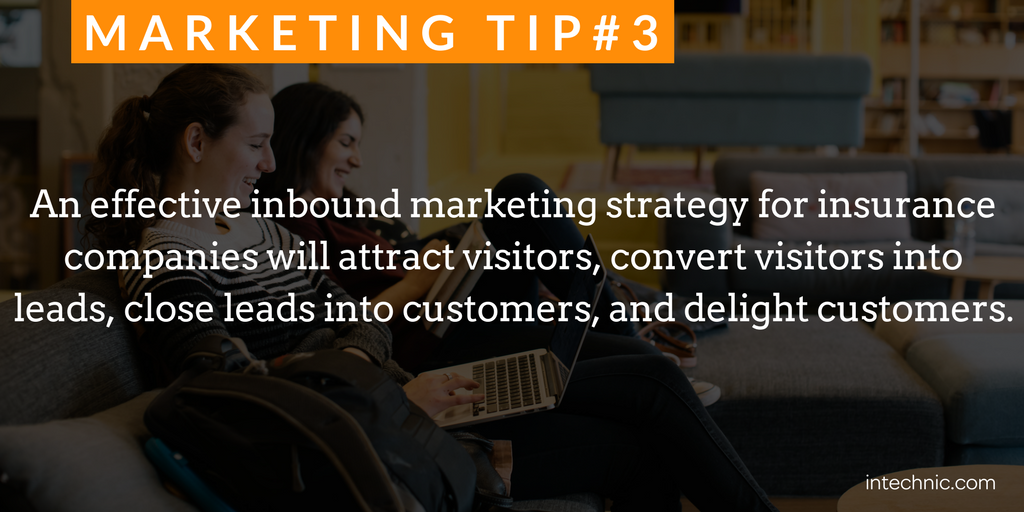 MARKETING TIP#3
An effective inbound marketing strategy for insurance
companies will attract visitors, convert visitors into
leads, close leads into customers, and delight customers.
intechnic.com